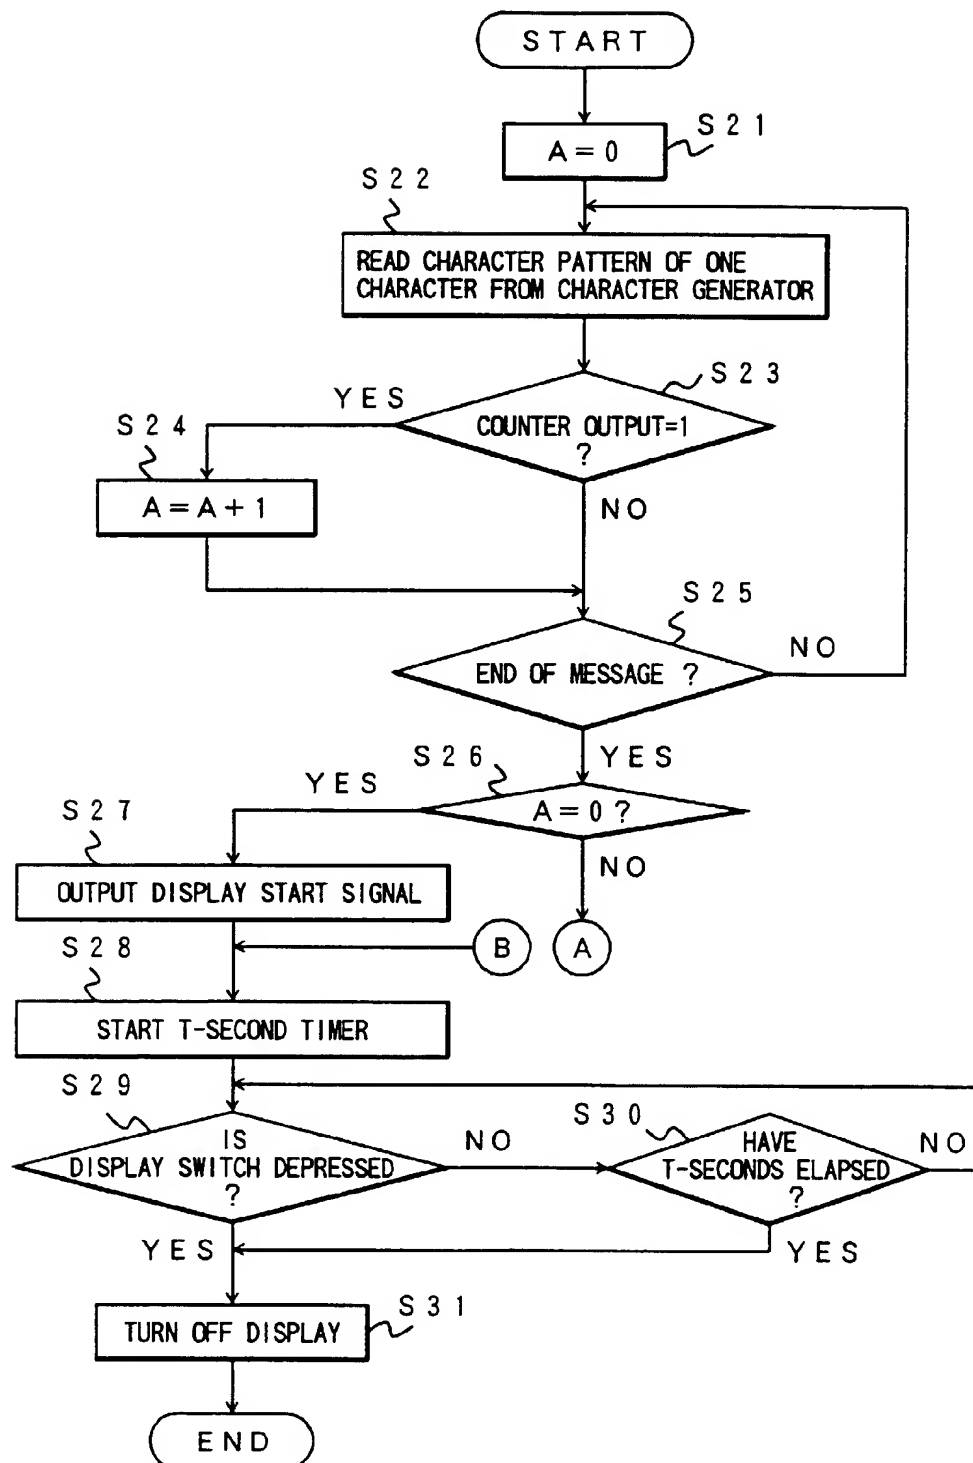 START
S21
A=0
S22
READ CHARACTER PATTERN OF ONE
CHARACTER FROM CHARACTER GENERATOR
S23
YES
COUNTER OUTPUT=1
?
S24
A=A+1
NO
S25
END OF MESSAGE ?
NO
YES
S26
YES
A=0?
S27
NO
OUTPUT DISPLAY START SIGNAL
B
A
S28
START T-SECOND TIMER
S29
IS
DISPLAY SWITCH DEPRESSED
?
NO
S30
HAVE
T-SECONDS ELAPSED
?
NO
YES
YES
S31
TURN OFF DISPLAY
END